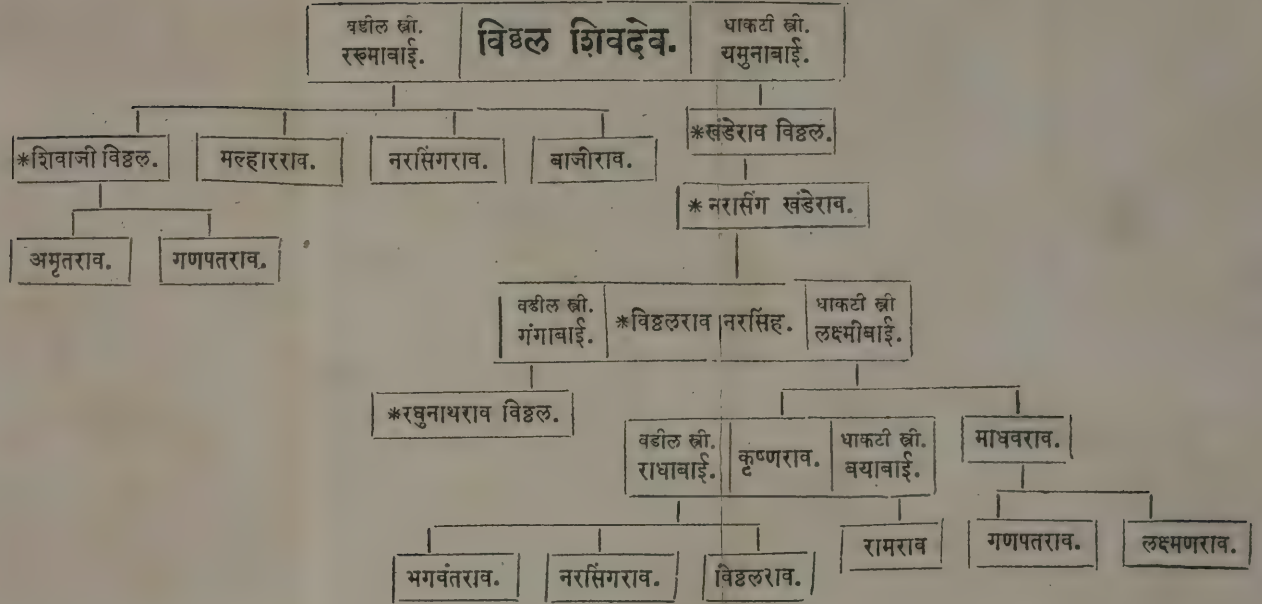 वडील स्त्री.
रखमाबाई.
विठ्ठल शिवदेव.
धाकटी स्त्री.
यमुनाबाई.
*शिवाजी विठ्ठल.
मल्हारराव.
नरसिंगराव.
बाजीराव.
*खंडेराव विठ्ठल.
* नरसिंग खंडेराव.
अमृतराव.
गणपतराव.
वडील स्त्री.
गंगाबाई.
*विठ्ठलराव नरसिंह.
धाकटी स्त्री
लक्ष्मीबाई.
*रघुनाथराव विठ्ठल.
वडील स्त्री.
राधाबाई.
कृष्णराव.
धाकटी स्त्री.
बयाबाई.
माधवराव.
भगवंतराव.
नरसिंगराव.
विठ्ठलराव.
रामराव
गणपतराव.
लक्ष्मणराव.